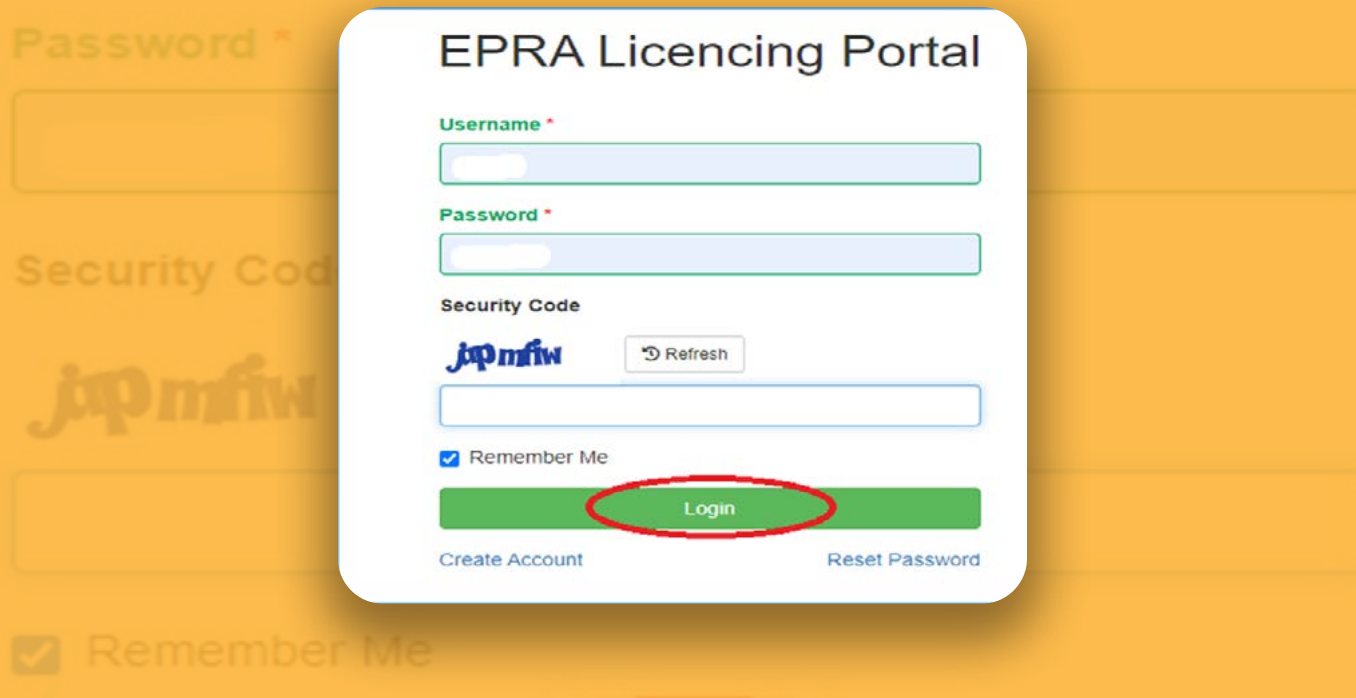 Password *
Security Cod
Remember Me
EPRA Licencing Portal
Username *
Password *
Security Code
Refresh
Remember Me
Login
Create Account Reset Password